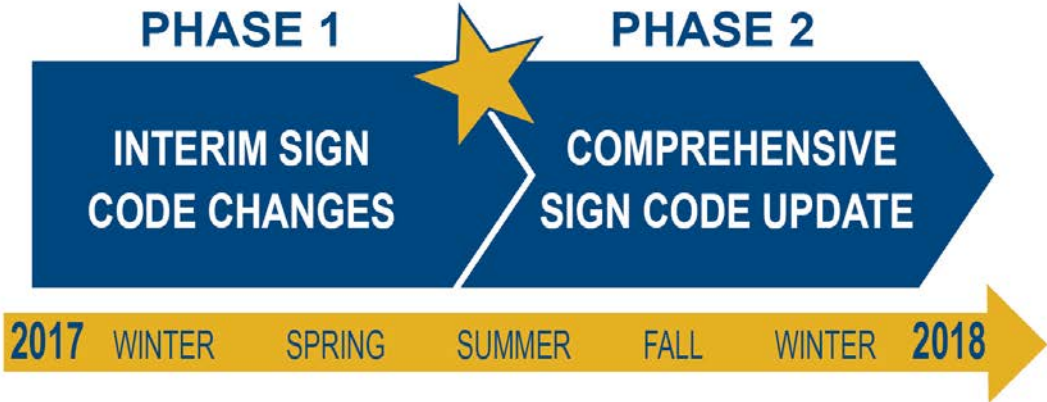 PHASE 1
PHASE 2
INTERIM SIGN
CODE CHANGES
COMPREHENSIVE
SIGN CODE UPDATE
2017 WINTER SPRING SUMMER FALL WINTER 2018